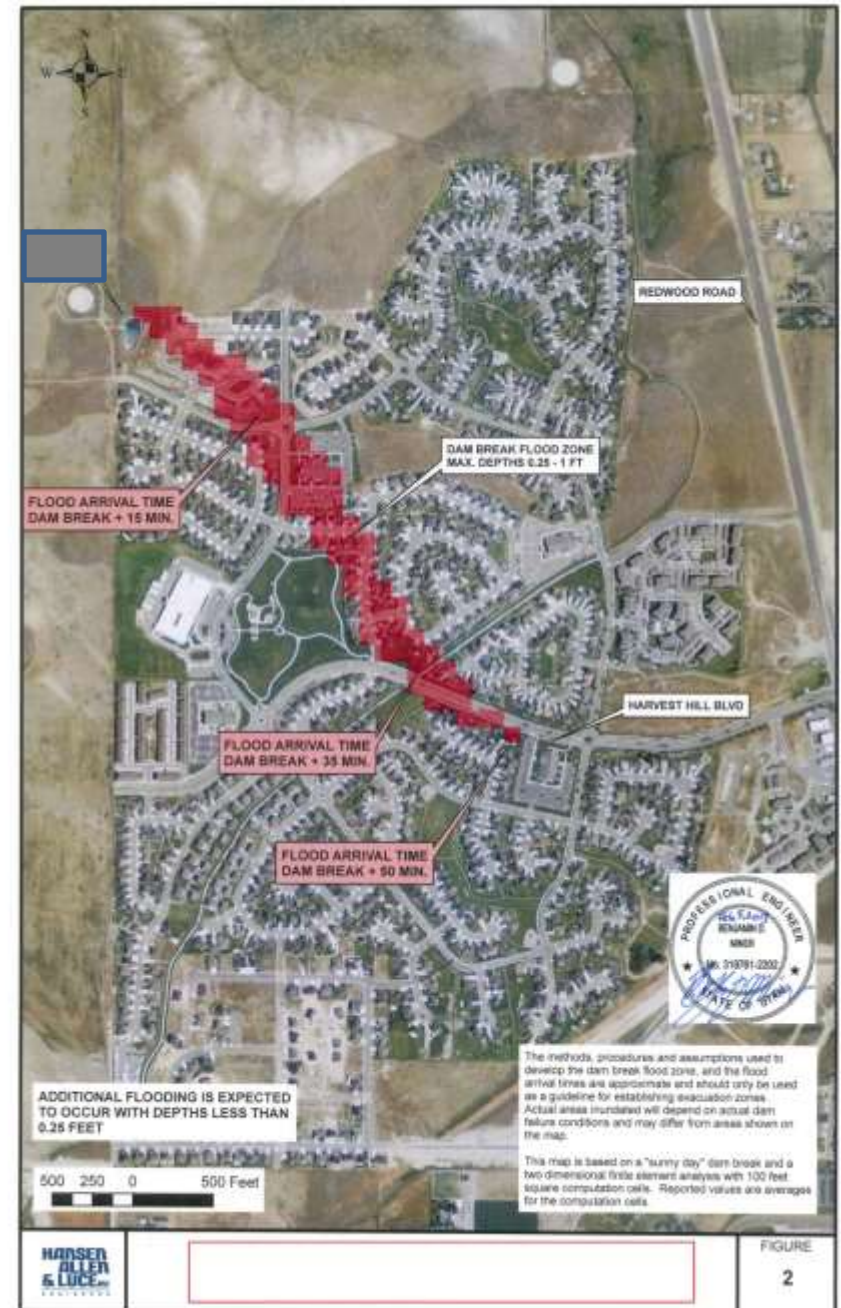 N
W
E
S
REDWOOD ROAD
DAM BREAK FLOOD ZONE
MAX. DEPTHS 0.25 - 1 FT
FLOOD ARRIVAL TIME
DAM BREAK + 15 MIN.
HARVEST HILL BLVD
FLOOD ARRIVAL TIME
DAM BREAK + 35 MIN.
FLOOD ARRIVAL TIME
DAM BREAK + 50 MIN.
PROFESSIONAL ENGINEER
BENJAMIN D.
MINER
No. 319791-2202
STATE OF UTAH
The methods, procedures and assumptions used to
develop the dam break flood zone, and the flood
arrival times are approximate and should only be used
as a guideline for establishing evacuation zones.
Actual areas inundated will depend on actual dam
failure conditions and may differ from areas shown on
the map.
This map is based on a "sunny day" dam break and a
two dimensional finite element analysis with 100 feet
square computation cells. Reported values are averages
for the computation cells.
ADDITIONAL FLOODING IS EXPECTED
TO OCCUR WITH DEPTHS LESS THAN
0.25 FEET
500 250 0 500 Feet
HANSEN
ALLEN
& LUCE INC
ENGINEERS
FIGURE
2